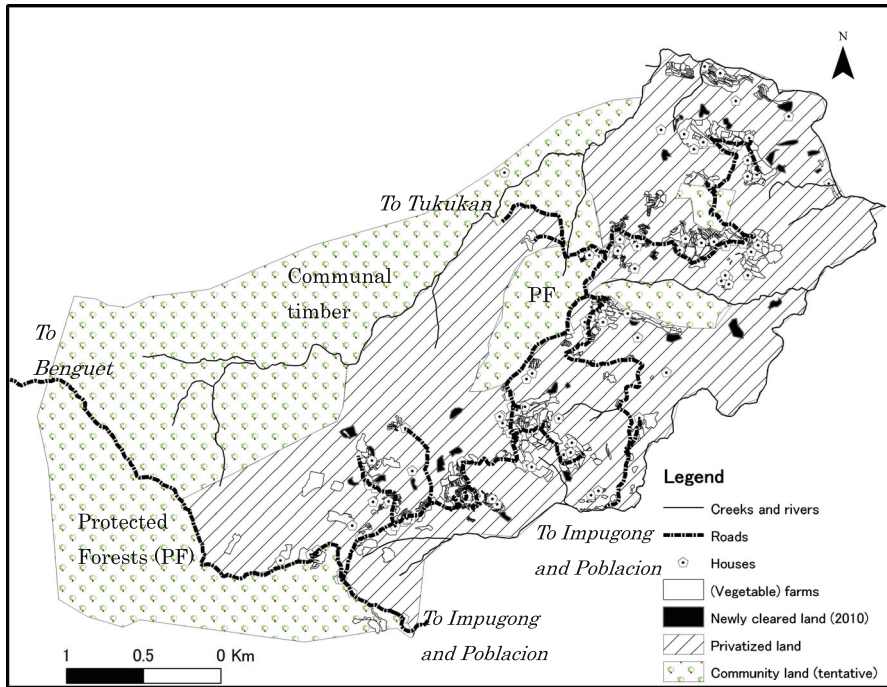 N
To Tukukan
Communal
timber
PF
To
Benguet
Protected
Forests (PF)
To Impugong
and Poblacion
To Impugong
and Poblacion
Legend
Creeks and rivers
Roads
Houses
(Vegetable) farms
Newly cleared land (2010)
Privatized land
Community land (tentative)
1 0.5 0 Km